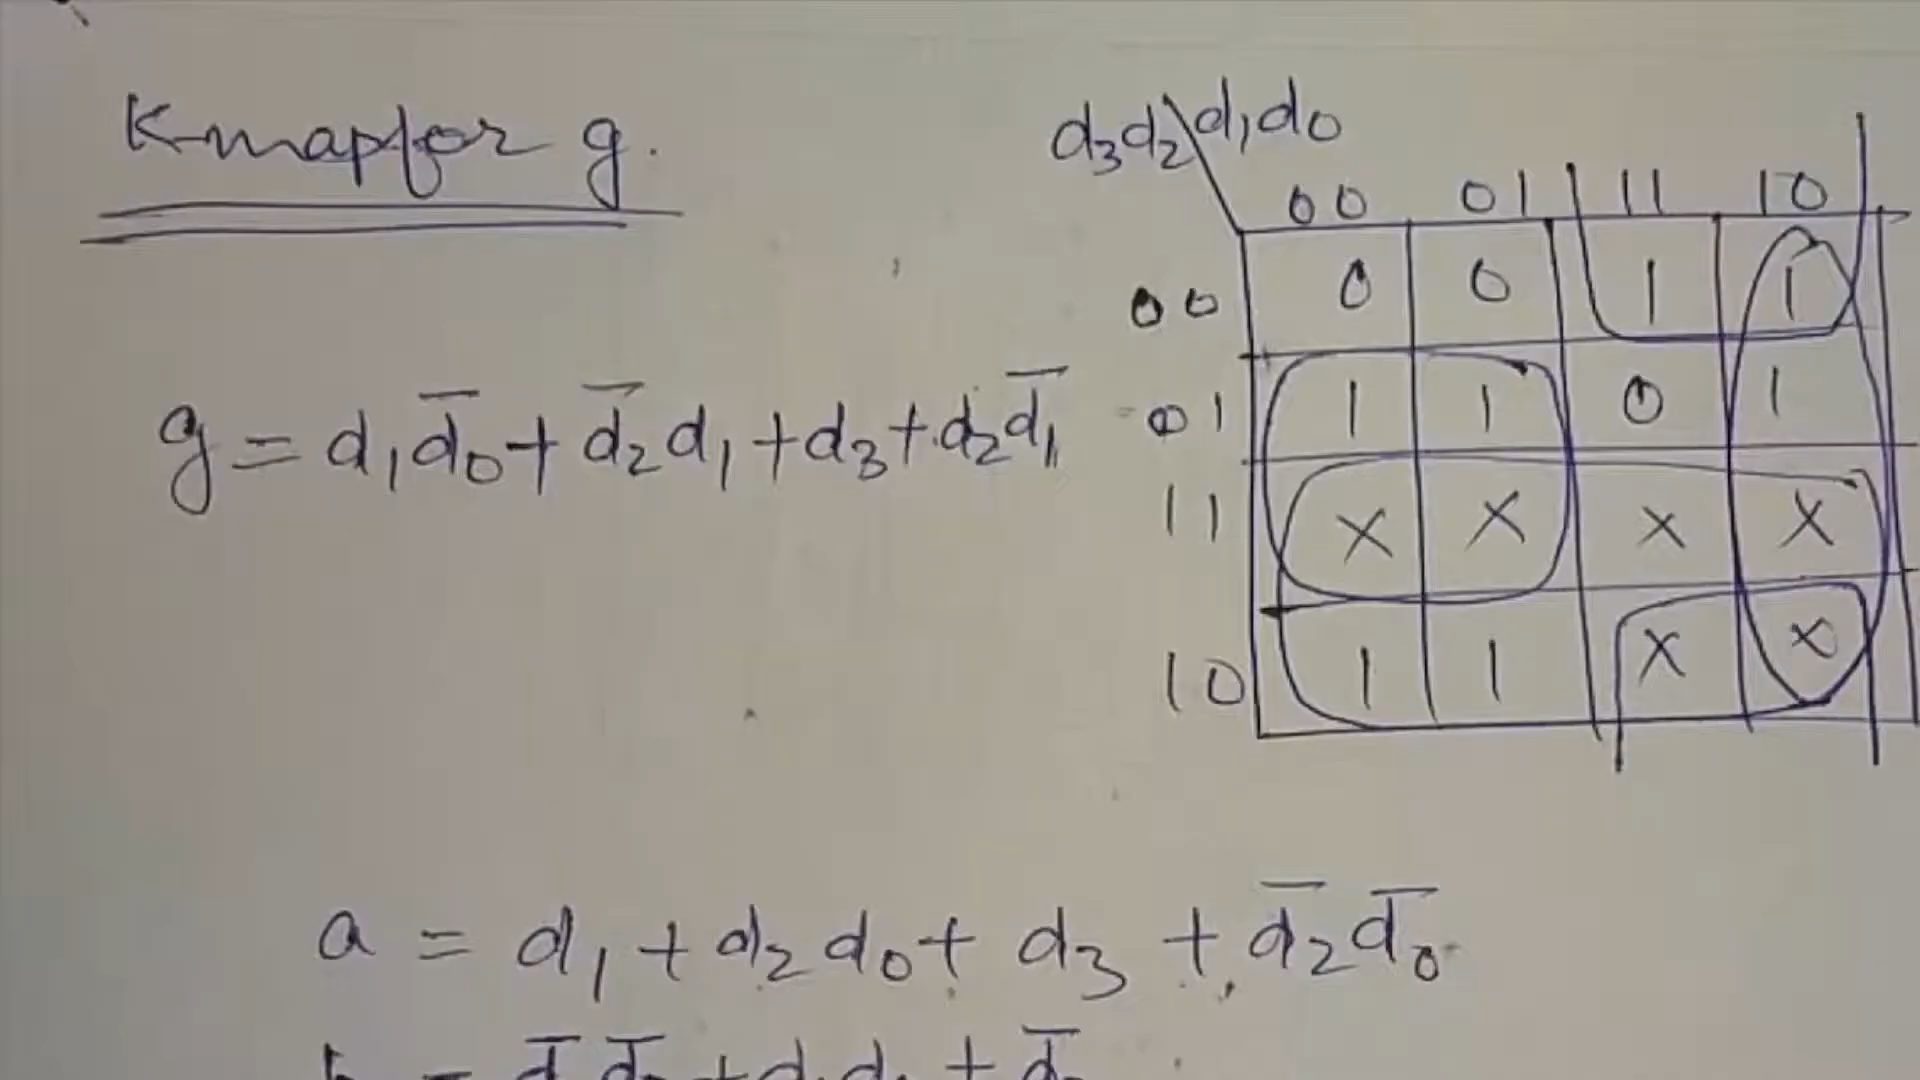 K-map for g.
d₃d₂ d₁d₀
00 01 11 10
00 0 0 1 1
01 1 1 0 1
11 X X X X
10 1 1 X X
g = d₁d̅₀ + d̅₂d₁ + d₃ + d₂d̅₁
a = d₁ + d₂d₀ + d₃ + d̅₂d̅₀